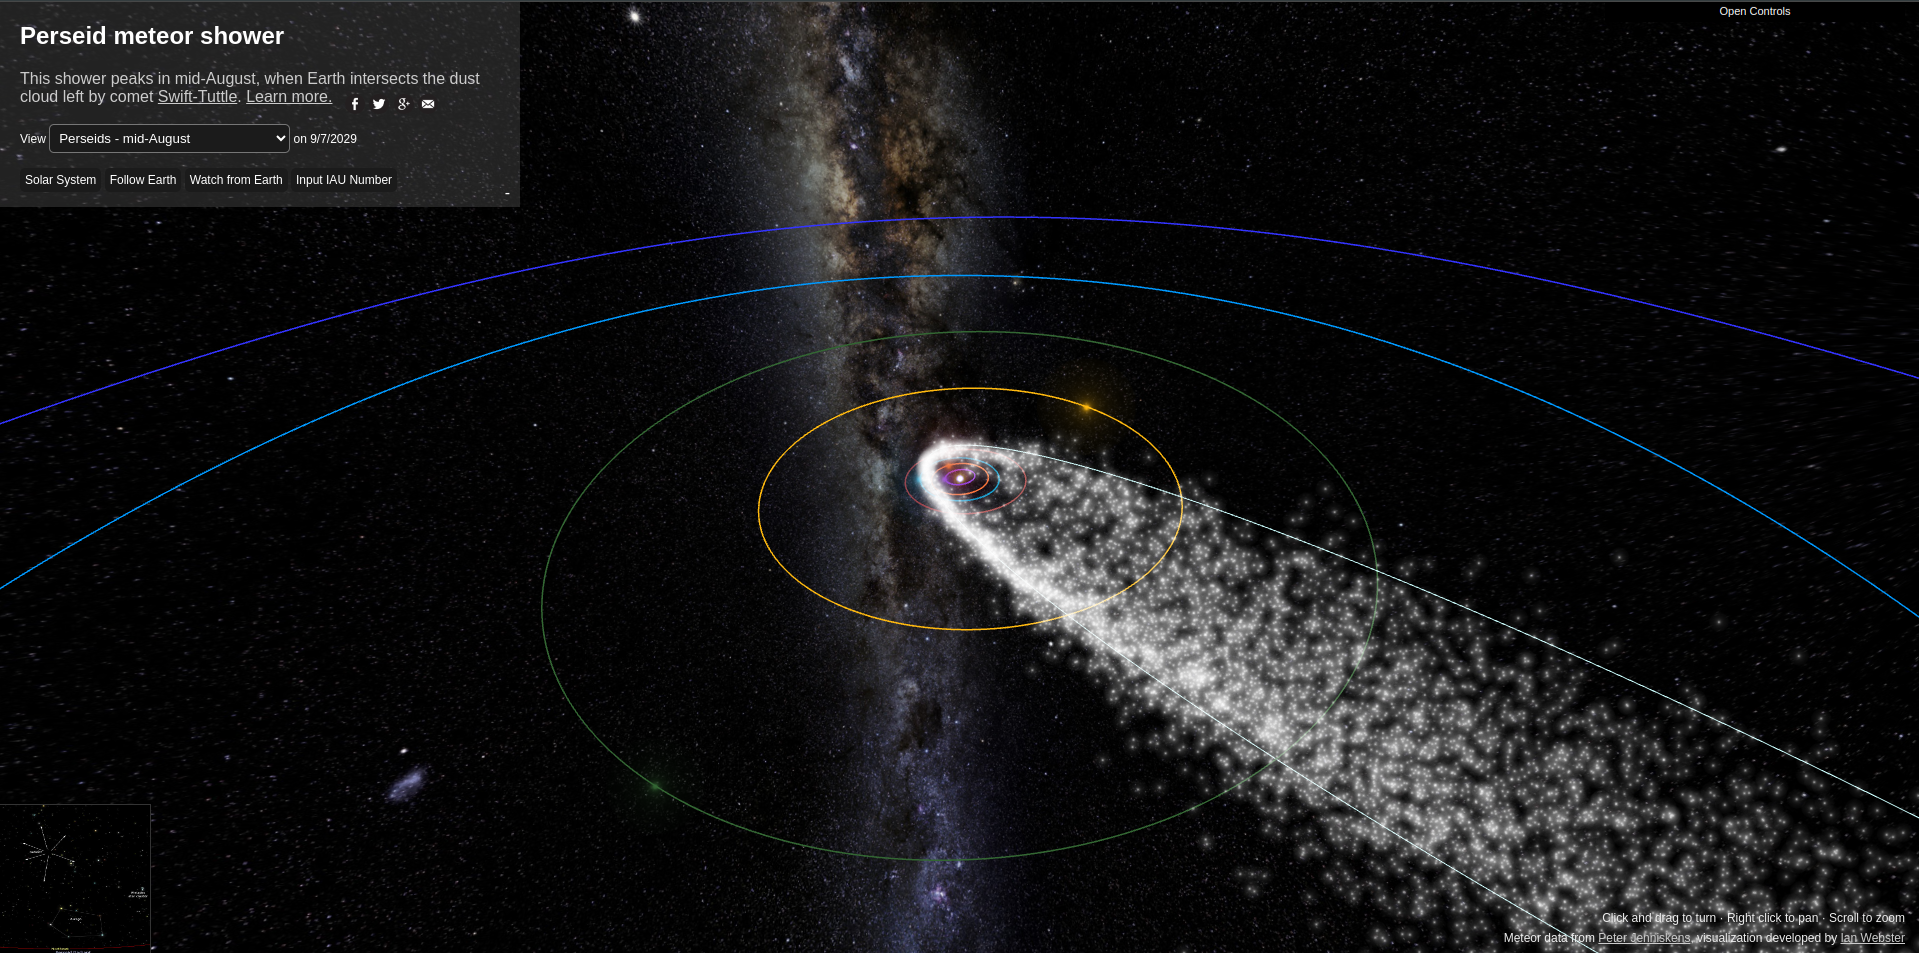 Open Controls
Perseid meteor shower
This shower peaks in mid-August, when Earth intersects the dust
cloud left by comet Swift-Tuttle. Learn more.
View Perseids - mid-August on 9/7/2029
Solar System Follow Earth Watch from Earth Input IAU Number
-
Click and drag to turn · Right click to pan · Scroll to zoom
Meteor data from Peter Jenniskens, visualization developed by Ian Webster